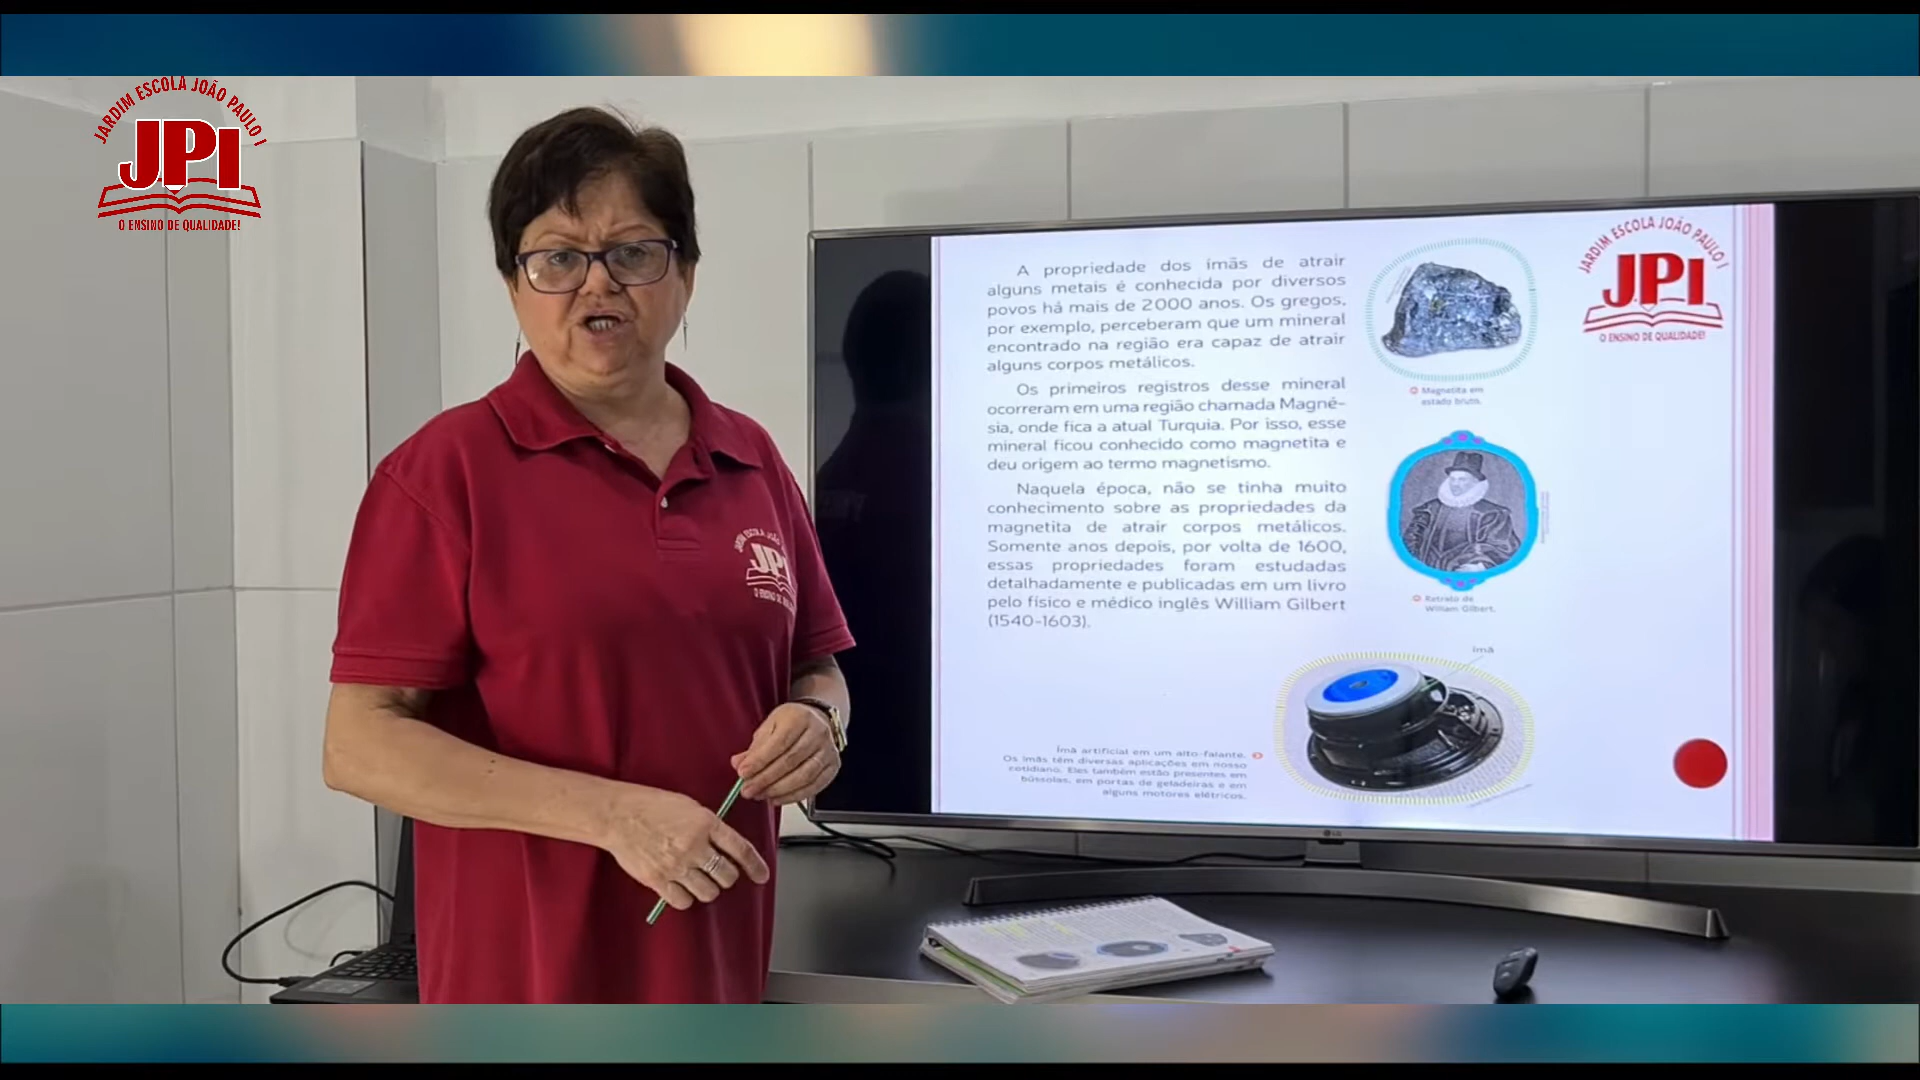 JARDIM ESCOLA JOÃO PAULO I
JPI
O ENSINO DE QUALIDADE!
A propriedade dos ímãs de atrair
alguns metais é conhecida por diversos
povos há mais de 2000 anos. Os gregos,
por exemplo, perceberam que um mineral
encontrado na região era capaz de atrair
alguns corpos metálicos.
Os primeiros registros desse mineral
ocorreram em uma região chamada Magné-
sia, onde fica a atual Turquia. Por isso, esse
mineral ficou conhecido como magnetita e
deu origem ao termo magnetismo.
Naquela época, não se tinha muito
conhecimento sobre as propriedades da
magnetita de atrair corpos metálicos.
Somente anos depois, por volta de 1600,
essas propriedades foram estudadas
detalhadamente e publicadas em um livro
pelo físico e médico inglês William Gilbert
(1540-1603).
Magnetita em
estado bruto.
Retrato de
William Gilbert.
ímã
Ímã artificial em um alto-falante.
Os ímãs têm diversas aplicações em nosso
cotidiano. Eles também estão presentes em
bússolas, em portas de geladeiras e em
alguns motores elétricos.
JARDIM ESCOLA JOÃO PAULO I
JPI
O ENSINO DE QUALIDADE!
JARDIM ESCOLA JOÃO
JPI
O ENSINO DE
LG